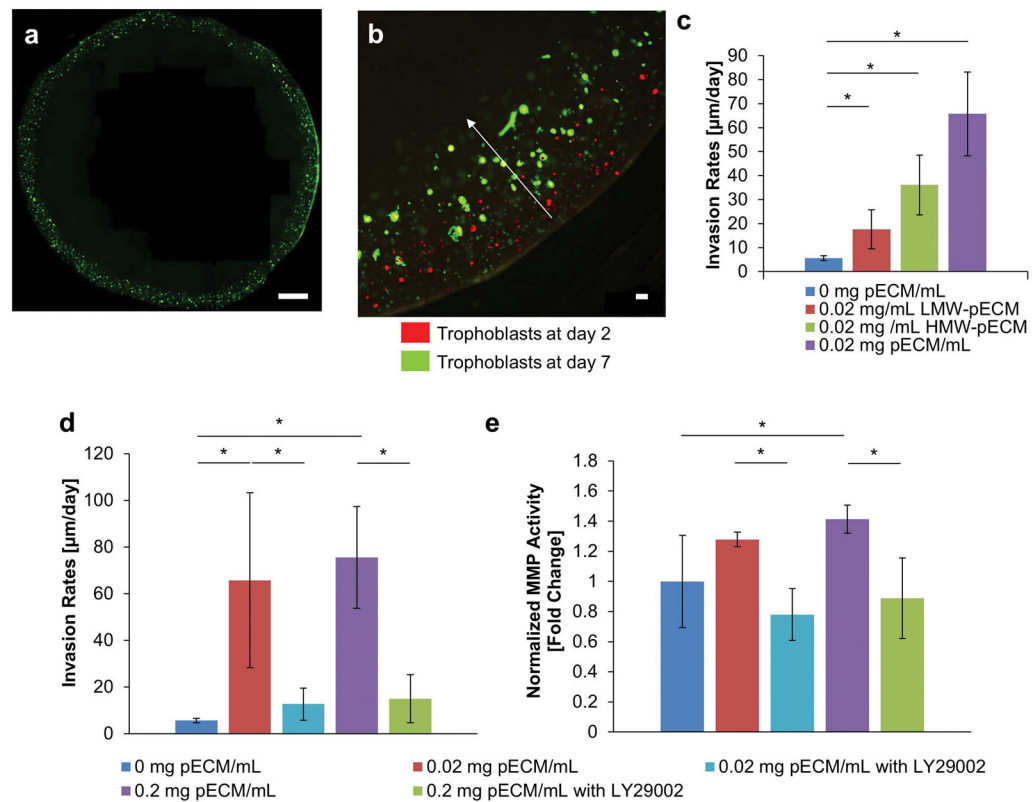 a
b
Trophoblasts at day 2
Trophoblasts at day 7
c
Invasion Rates [µm/day]
90
80
70
60
50
40
30
20
10
0
*
*
*
0 mg pECM/mL
0.02 mg/mL LMW-pECM
0.02 mg /mL HMW-pECM
0.02 mg pECM/mL
d
Invasion Rates [µm/day]
120
100
80
60
40
20
0
*
*
*
*
e
Normalized MMP Activity
[Fold Change]
1.8
1.6
1.4
1.2
1
0.8
0.6
0.4
0.2
0
*
*
*
0 mg pECM/mL
0.02 mg pECM/mL
0.02 mg pECM/mL with LY29002
0.2 mg pECM/mL
0.2 mg pECM/mL with LY29002